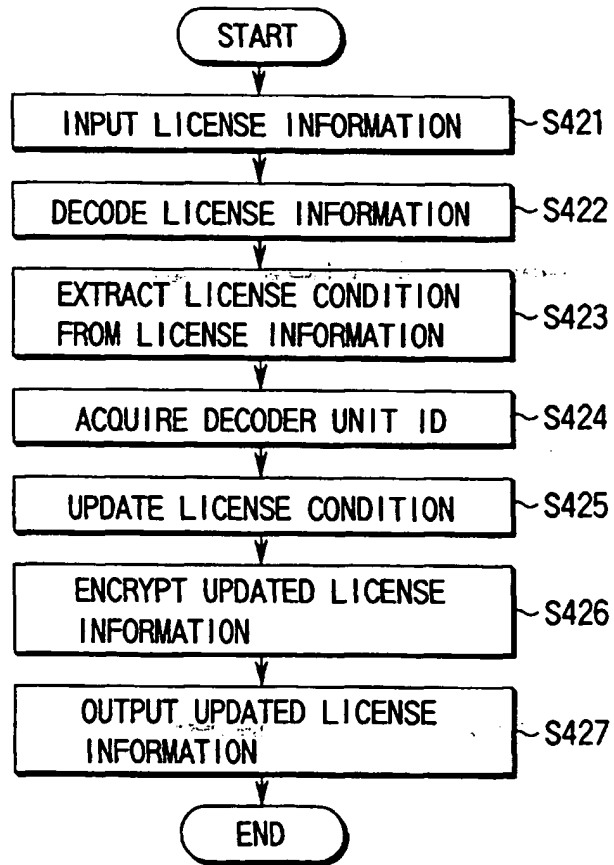 START
INPUT LICENSE INFORMATION
S421
DECODE LICENSE INFORMATION
S422
EXTRACT LICENSE CONDITION
FROM LICENSE INFORMATION
S423
ACQUIRE DECODER UNIT ID
S424
UPDATE LICENSE CONDITION
S425
ENCRYPT UPDATED LICENSE
INFORMATION
S426
OUTPUT UPDATED LICENSE
INFORMATION
S427
END